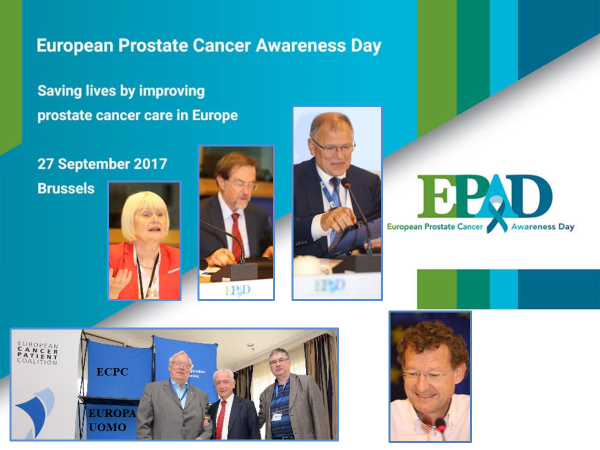 European Prostate Cancer Awareness Day
Saving lives by improving
prostate cancer care in Europe
27 September 2017
Brussels
EPAD
European Prostate Cancer Awareness Day
EPAD
EPAD
EUROPEAN
CANCER
PATIENT
COALITION
ECPC
EUROPA
UOMO